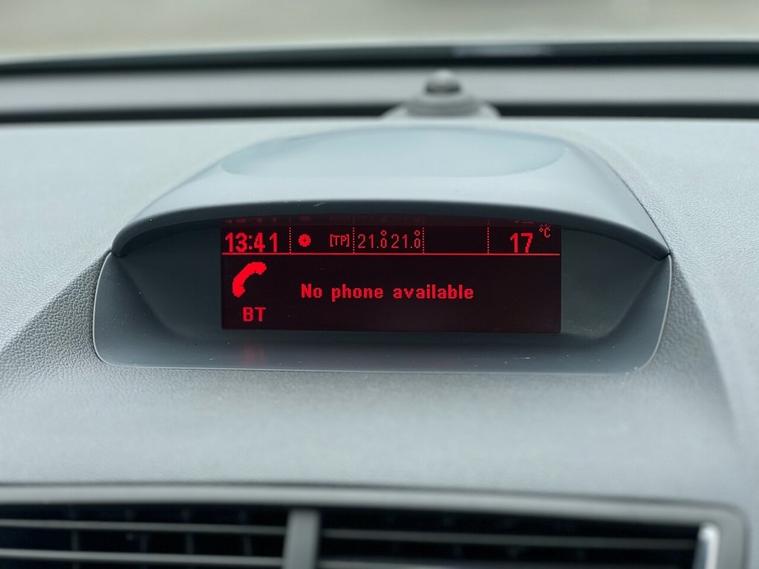 13:41 [TP] 21.0 21.0 17 °C
No phone available
BT